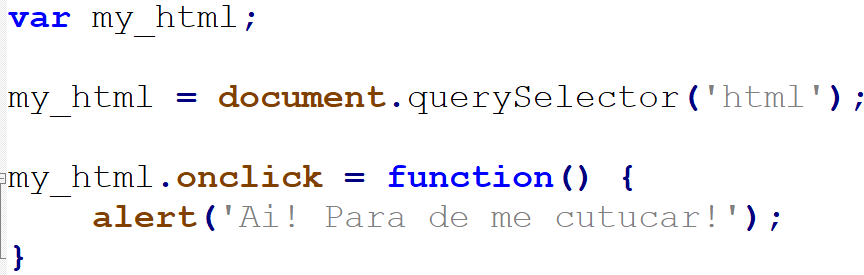 var my_html;
my_html = document.querySelector('html');
my_html.onclick = function() {
alert('Ai! Para de me cutucar!');
}